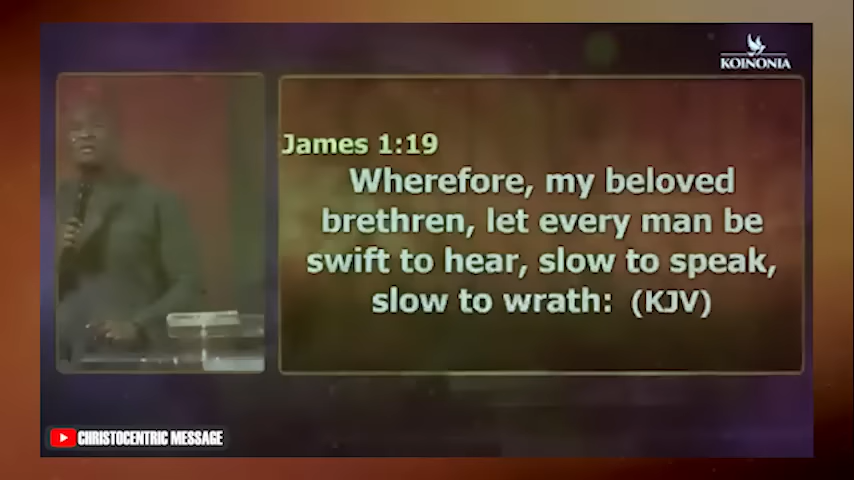 KOINONIA
James 1:19
Wherefore, my beloved
brethren, let every man be
swift to hear, slow to speak,
slow to wrath: (KJV)
CHRISTOCENTRIC MESSAGE